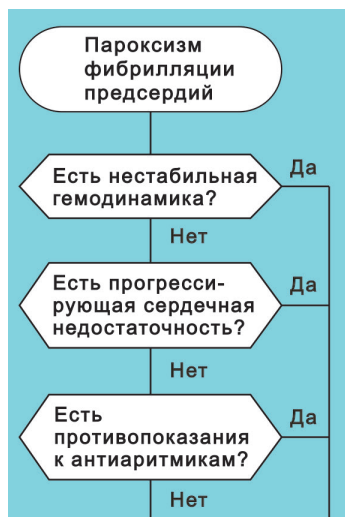 Пароксизм
фибрилляции
предсердий
Есть нестабильная
гемодинамика?
Да
Нет
Есть прогресси-
рующая сердечная
недостаточность?
Да
Нет
Есть
противопоказания
к антиаритмикам?
Да
Нет